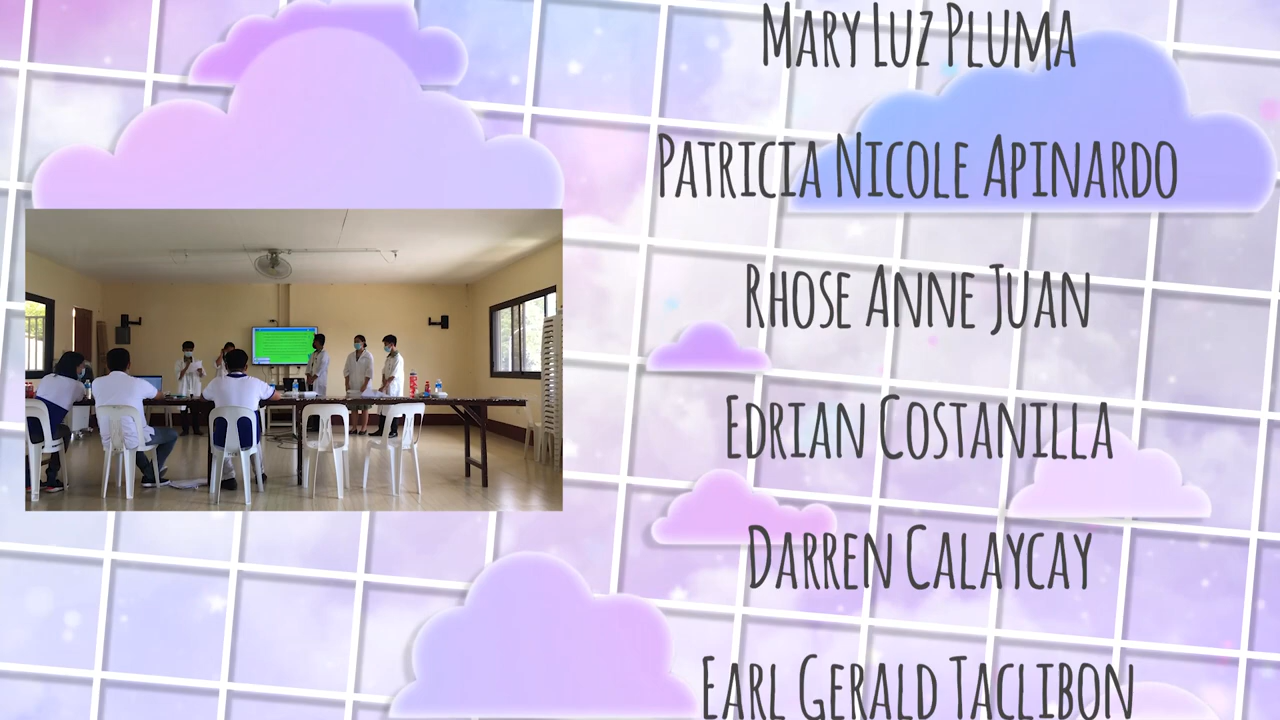 Mary Luz Pluma
Patricia Nicole Apinardo
Rhose Anne Juan
Edrian Costanilla
Darren Calaycay
Earl Gerald Taclibon